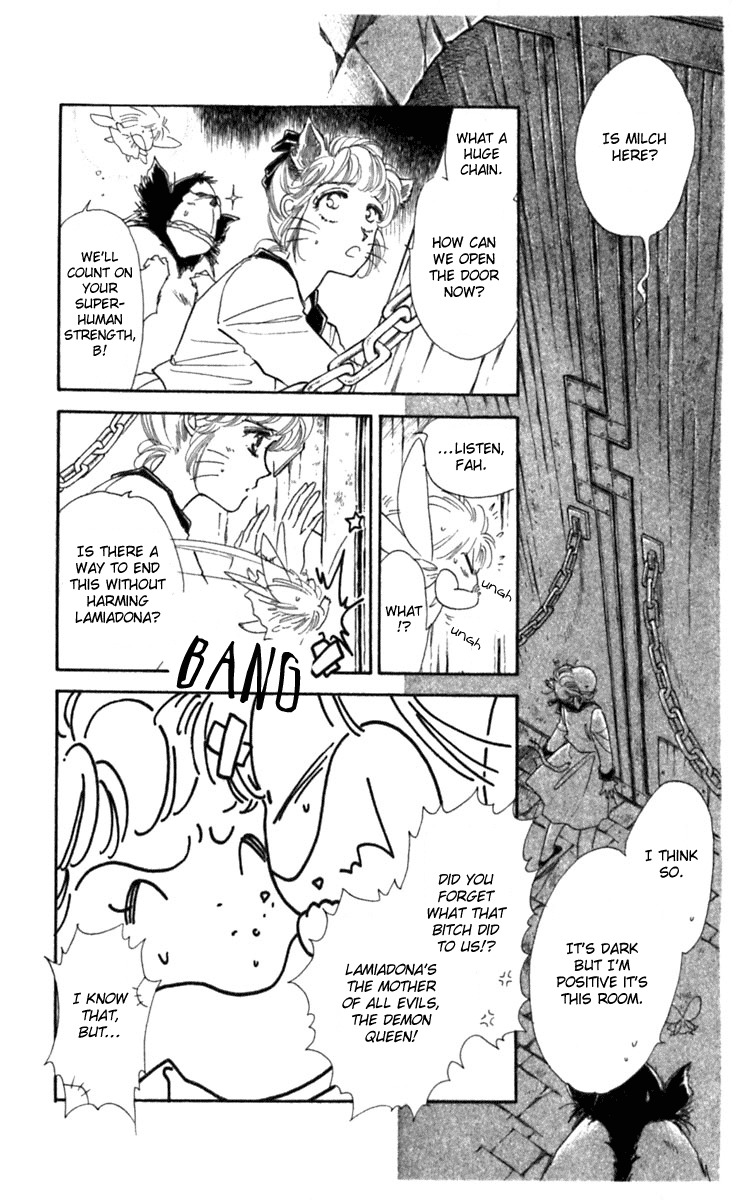 IS MILCH
HERE?
I THINK
SO.
IT'S DARK
BUT I'M
POSITIVE IT'S
THIS ROOM.
WHAT A
HUGE
CHAIN.
HOW CAN
WE OPEN
THE DOOR
NOW?
WE'LL
COUNT ON
YOUR
SUPER-
HUMAN
STRENGTH,
B!
...LISTEN,
FAH.
UNGH
UNGH
WHAT
!?
IS THERE A
WAY TO END
THIS WITHOUT
HARMING
LAMIADONA?
BANG
DID YOU
FORGET
WHAT THAT
BITCH DID
TO US!?
LAMIADONA'S
THE MOTHER
OF ALL EVILS,
THE DEMON
QUEEN!
I KNOW
THAT,
BUT...